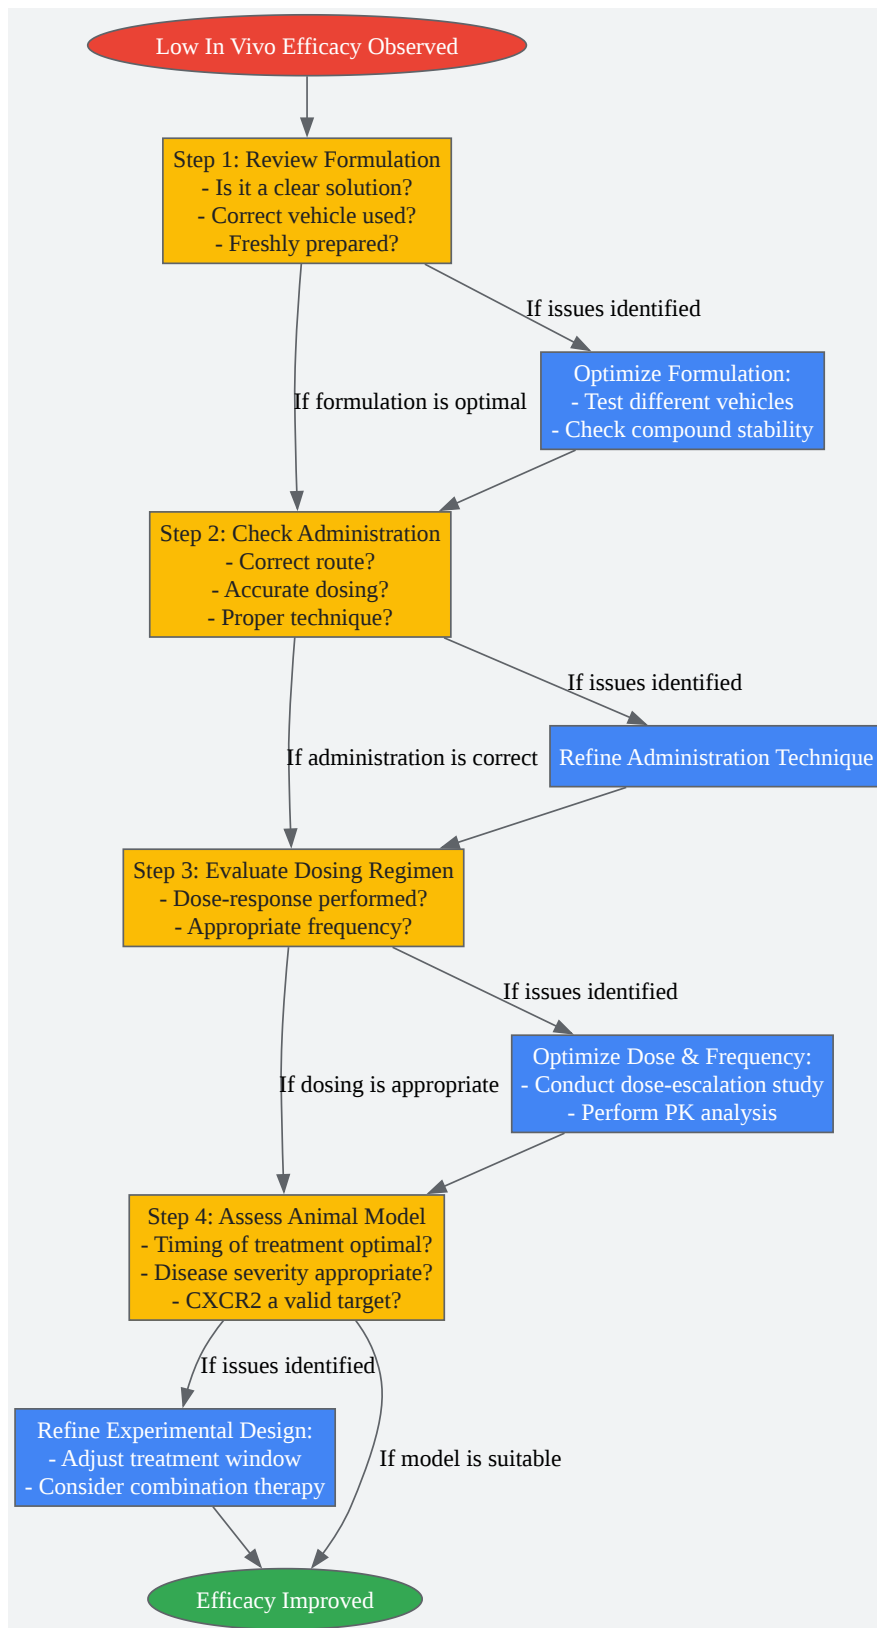 Low In Vivo Efficacy Observed
Step 1: Review Formulation
- Is it a clear solution?
- Correct vehicle used?
- Freshly prepared?
If issues identified
Optimize Formulation:
- Test different vehicles
- Check compound stability
If formulation is optimal
Step 2: Check Administration
- Correct route?
- Accurate dosing?
- Proper technique?
If issues identified
Refine Administration Technique
If administration is correct
Step 3: Evaluate Dosing Regimen
- Dose-response performed?
- Appropriate frequency?
If issues identified
Optimize Dose & Frequency:
- Conduct dose-escalation study
- Perform PK analysis
If dosing is appropriate
Step 4: Assess Animal Model
- Timing of treatment optimal?
- Disease severity appropriate?
- CXCR2 a valid target?
If issues identified
Refine Experimental Design:
- Adjust treatment window
- Consider combination therapy
If model is suitable
Efficacy Improved